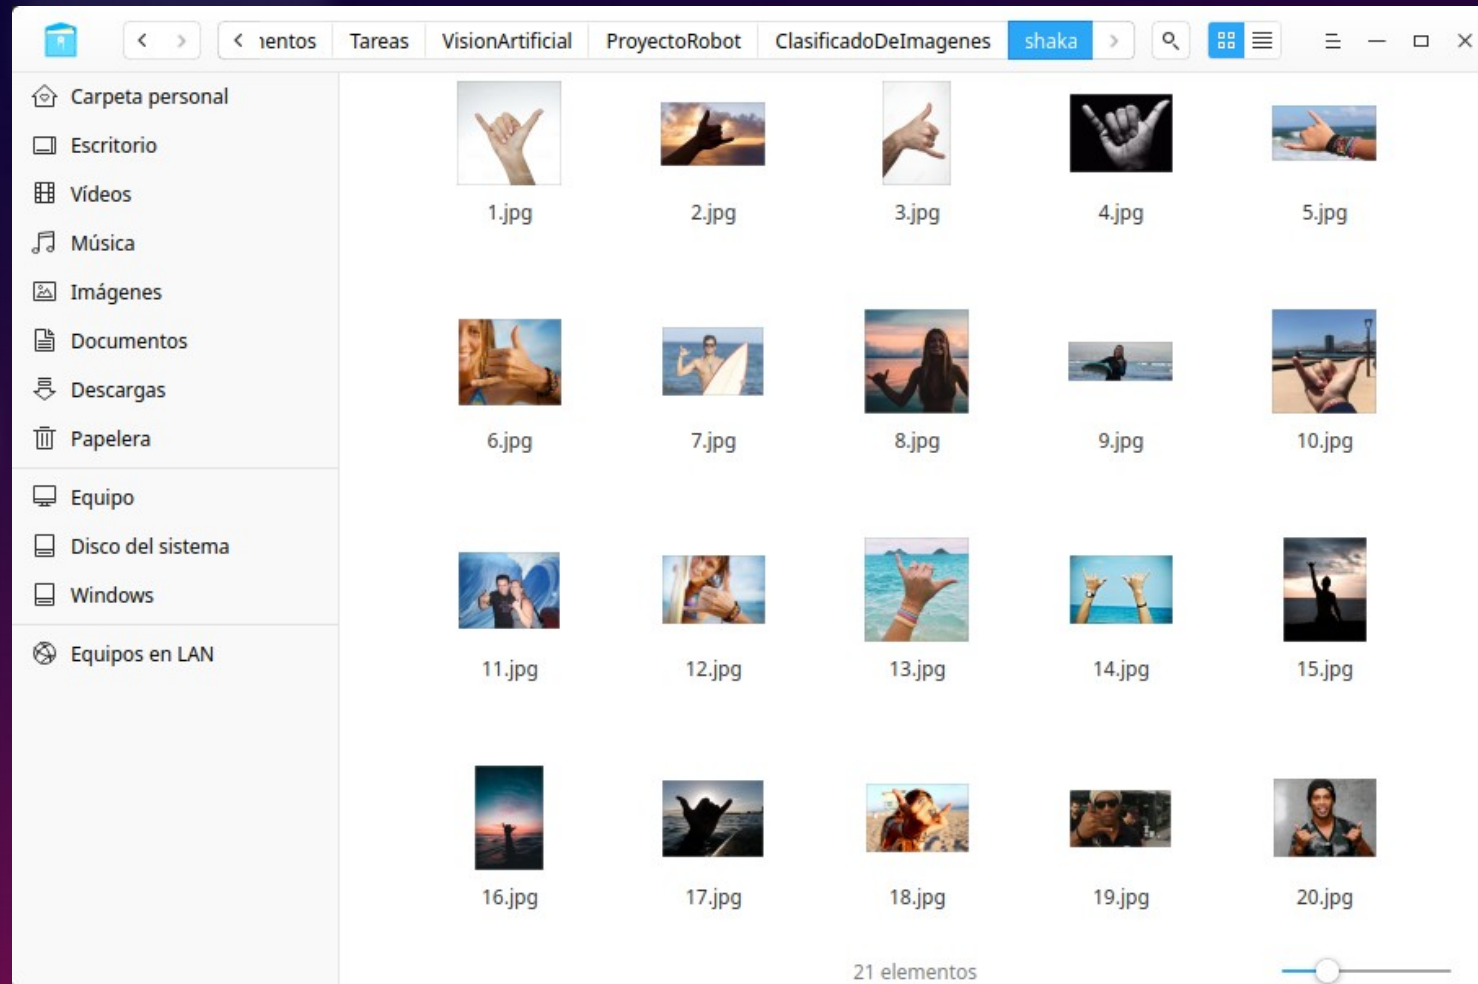 mentos Tareas VisionArtificial ProyectoRobot ClasificadoDeImagenes shaka
Carpeta personal
Escritorio
Vídeos
Música
Imágenes
Documentos
Descargas
Papelera
Equipo
Disco del sistema
Windows
Equipos en LAN
1.jpg 2.jpg 3.jpg 4.jpg 5.jpg
6.jpg 7.jpg 8.jpg 9.jpg 10.jpg
11.jpg 12.jpg 13.jpg 14.jpg 15.jpg
16.jpg 17.jpg 18.jpg 19.jpg 20.jpg
21 elementos